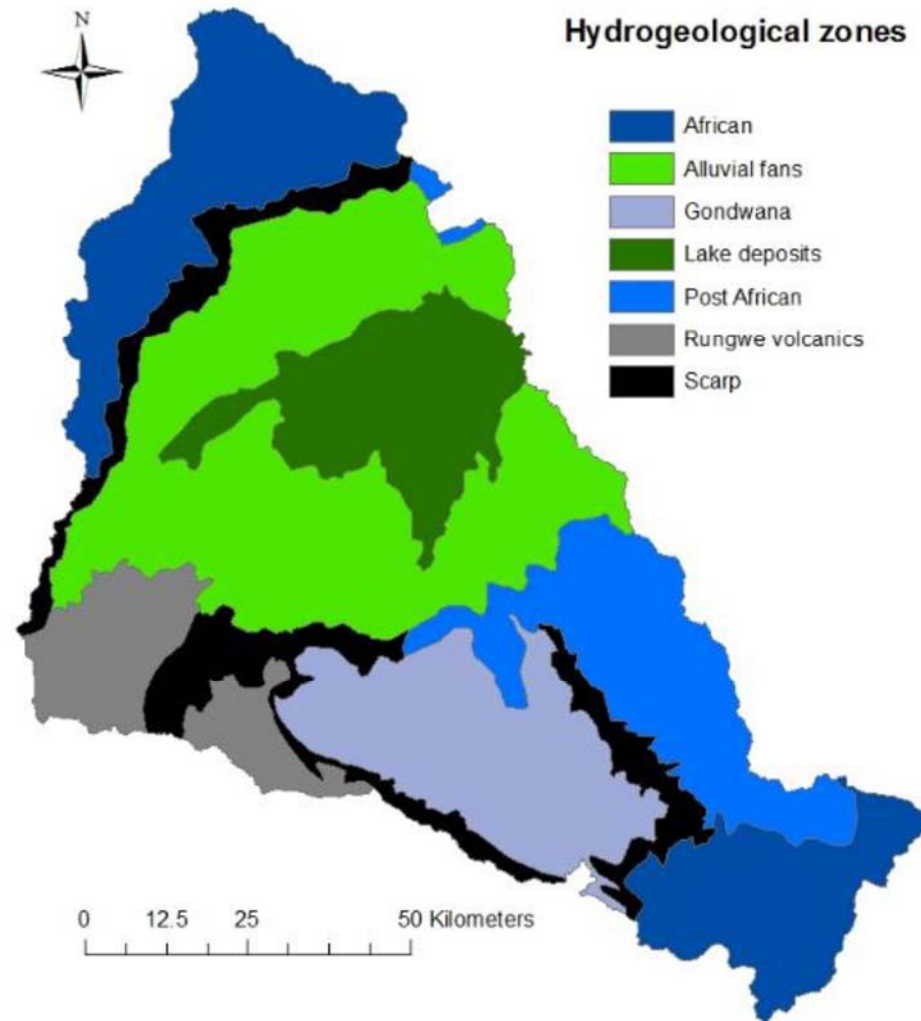 N
Hydrogeological zones
African
Alluvial fans
Gondwana
Lake deposits
Post African
Rungwe volcanics
Scarp
0 12.5 25 50 Kilometers